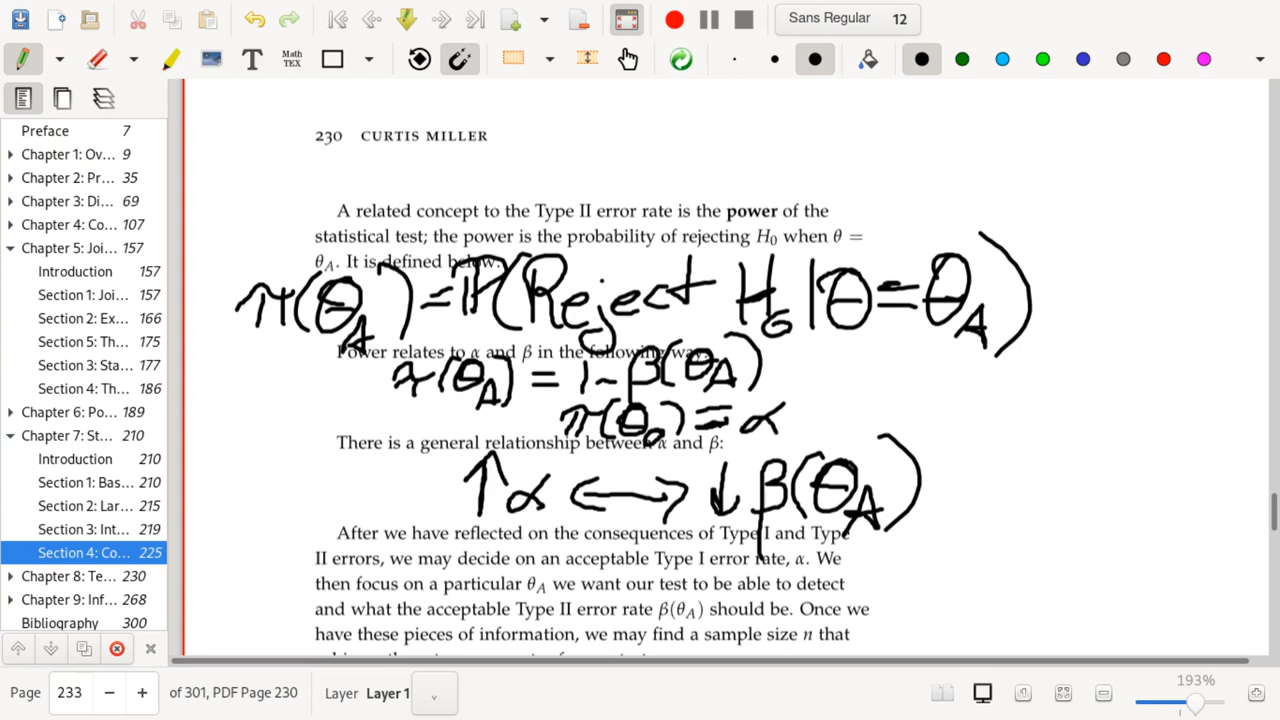 Sans Regular 12
T Math TEX
Preface 7
Chapter 1: Ov... 9
Chapter 2: Pr... 35
Chapter 3: Di... 69
Chapter 4: Co... 107
Chapter 5: Joi... 157
Introduction 157
Section 1: Joi... 157
Section 2: Ex... 166
Section 5: Th... 175
Section 3: Sta... 177
Section 4: Th... 186
Chapter 6: Po... 189
Chapter 7: St... 210
Introduction 210
Section 1: Bas... 210
Section 2: Lar... 215
Section 3: Int... 219
Section 4: Co... 225
Chapter 8: Te... 230
Chapter 9: Inf... 268
Bibliography 300
230 CURTIS MILLER
A related concept to the Type II error rate is the power of the
statistical test; the power is the probability of rejecting H₀ when θ =
θ_A. It is defined below:
π(θ_A) = ℙ(Reject H₀ | θ = θ_A)
Power relates to α and β in the following way:
π(θ_A) = 1 - β(θ_A)
π(θ₀) = α
There is a general relationship between α and β:
↑α ⟷ ↓β(θ_A)
After we have reflected on the consequences of Type I and Type
II errors, we may decide on an acceptable Type I error rate, α. We
then focus on a particular θ_A we want our test to be able to detect
and what the acceptable Type II error rate β(θ_A) should be. Once we
have these pieces of information, we may find a sample size n that
Page 233 − + of 301, PDF Page 230 Layer Layer 1 193%